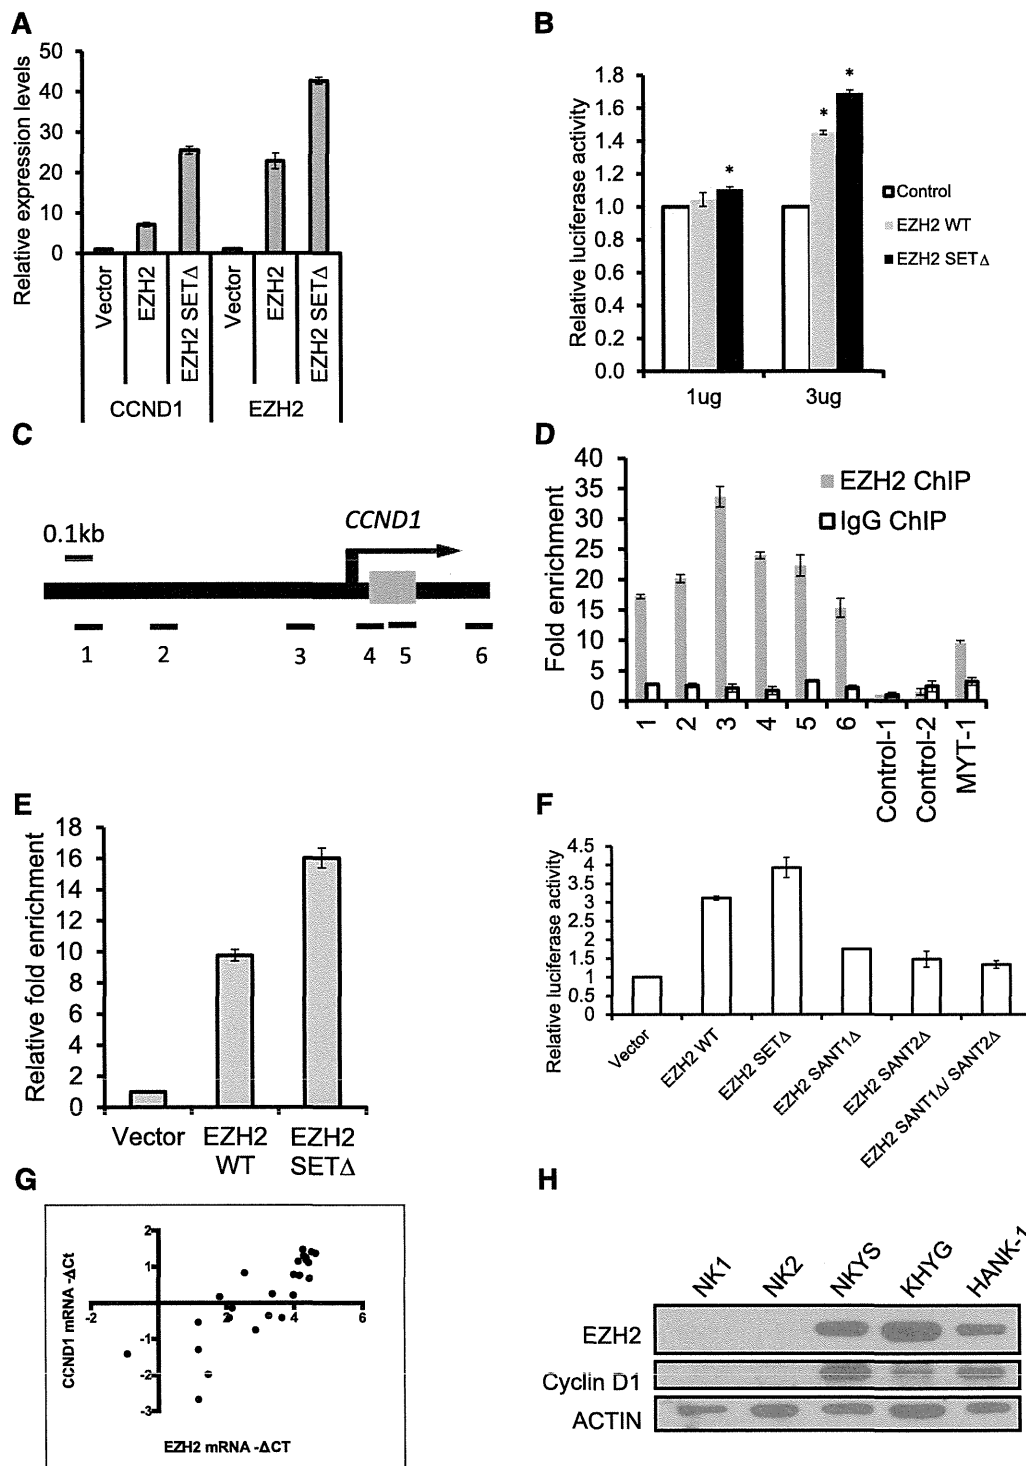 A
Relative expression levels
50
40
30
20
10
0
Vector
EZH2
EZH2 SETΔ
Vector
EZH2
EZH2 SETΔ
CCND1
EZH2
B
Relative luciferase activity
1.8
1.6
1.4
1.2
1.0
0.8
0.6
0.4
0.2
0.0
*
*
*
1ug
3ug
Control
EZH2 WT
EZH2 SETΔ
C
0.1kb
CCND1
1
2
3
4
5
6
D
Fold enrichment
40
35
30
25
20
15
10
5
0
EZH2 ChIP
IgG ChIP
1
2
3
4
5
6
Control-1
Control-2
MYT-1
E
Relative fold enrichment
18
16
14
12
10
8
6
4
2
0
Vector
EZH2
WT
EZH2
SETΔ
F
Relative luciferase activity
4.5
4
3.5
3
2.5
2
1.5
1
0.5
0
Vector
EZH2 WT
EZH2 SETΔ
EZH2 SANT1Δ
EZH2 SANT2Δ
EZH2 SANT1Δ/ SANT2Δ
G
CCND1 mRNA -ΔCt
2
1
-1
-2
-3
-2
2
4
6
EZH2 mRNA -ΔCT
H
NK1
NK2
NKYS
KHYG
HANK-1
EZH2
Cyclin D1
ACTIN